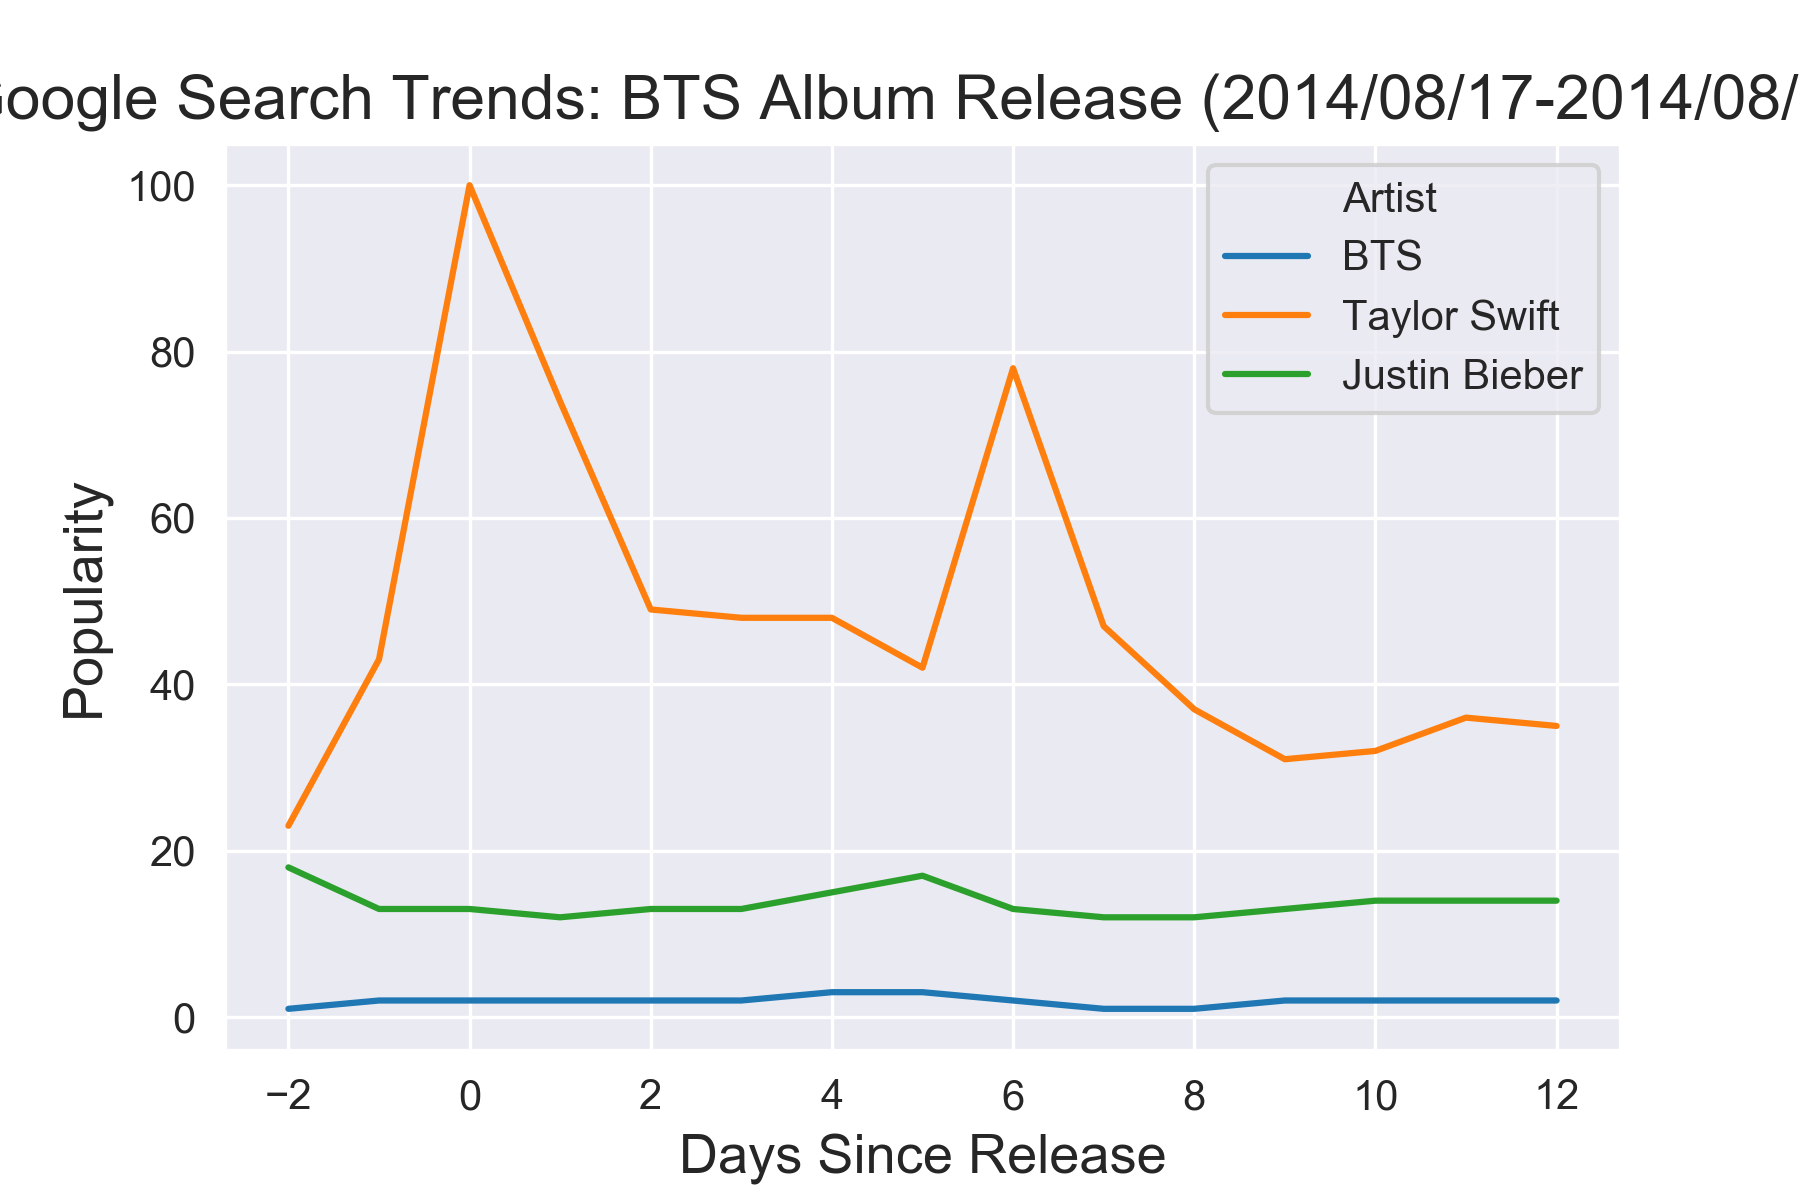 Google Search Trends: BTS Album Release (2014/08/17-2014/08/
Artist
BTS
Taylor Swift
Justin Bieber
Popularity
100
80
60
40
20
0
−2 0 2 4 6 8 10 12
Days Since Release